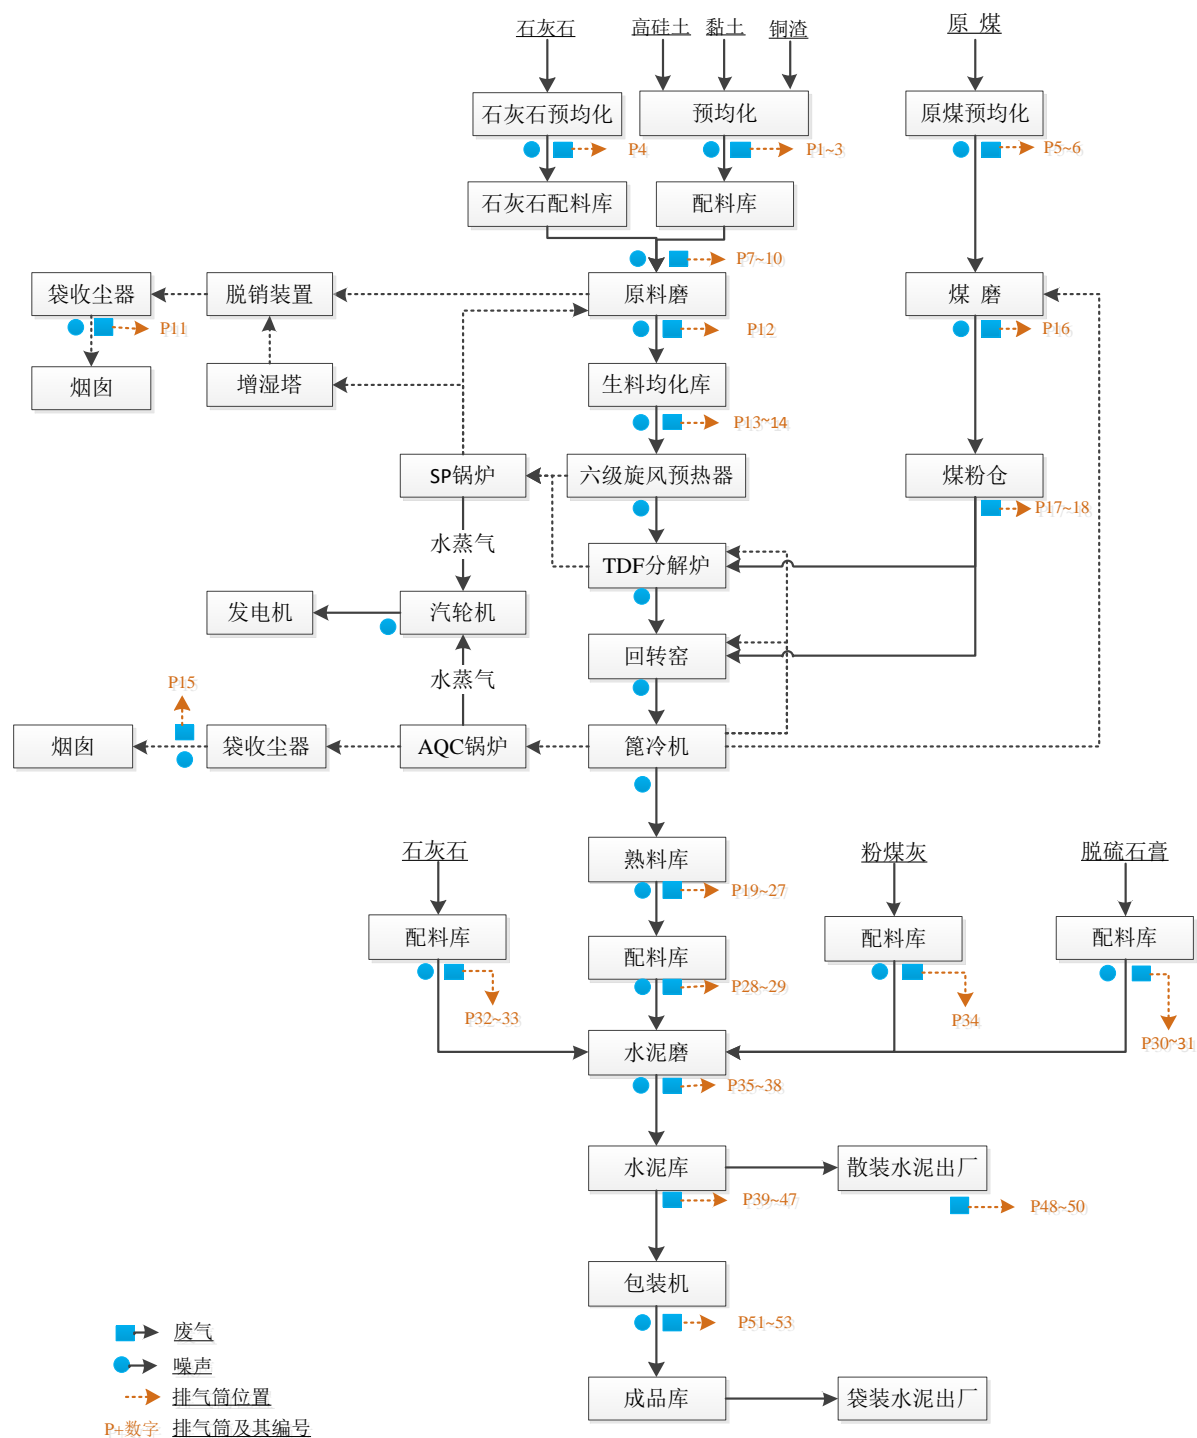 石灰石
高硅土
黏土
铜渣
原 煤
石灰石预均化
预均化
原煤预均化
P4
P1~3
P5~6
石灰石配料库
配料库
P7~10
袋收尘器
脱销装置
原料磨
煤 磨
P11
P12
P16
烟囱
增湿塔
生料均化库
P13~14
SP锅炉
六级旋风预热器
煤粉仓
P17~18
水蒸气
TDF分解炉
发电机
汽轮机
回转窑
水蒸气
P15
烟囱
袋收尘器
AQC锅炉
篦冷机
石灰石
熟料库
粉煤灰
脱硫石膏
P19~27
配料库
配料库
配料库
配料库
P28~29
P32~33
P34
P30~31
水泥磨
P35~38
水泥库
散装水泥出厂
P39~47
P48~50
包装机
P51~53
成品库
袋装水泥出厂
废气
噪声
排气筒位置
P+数字 排气筒及其编号